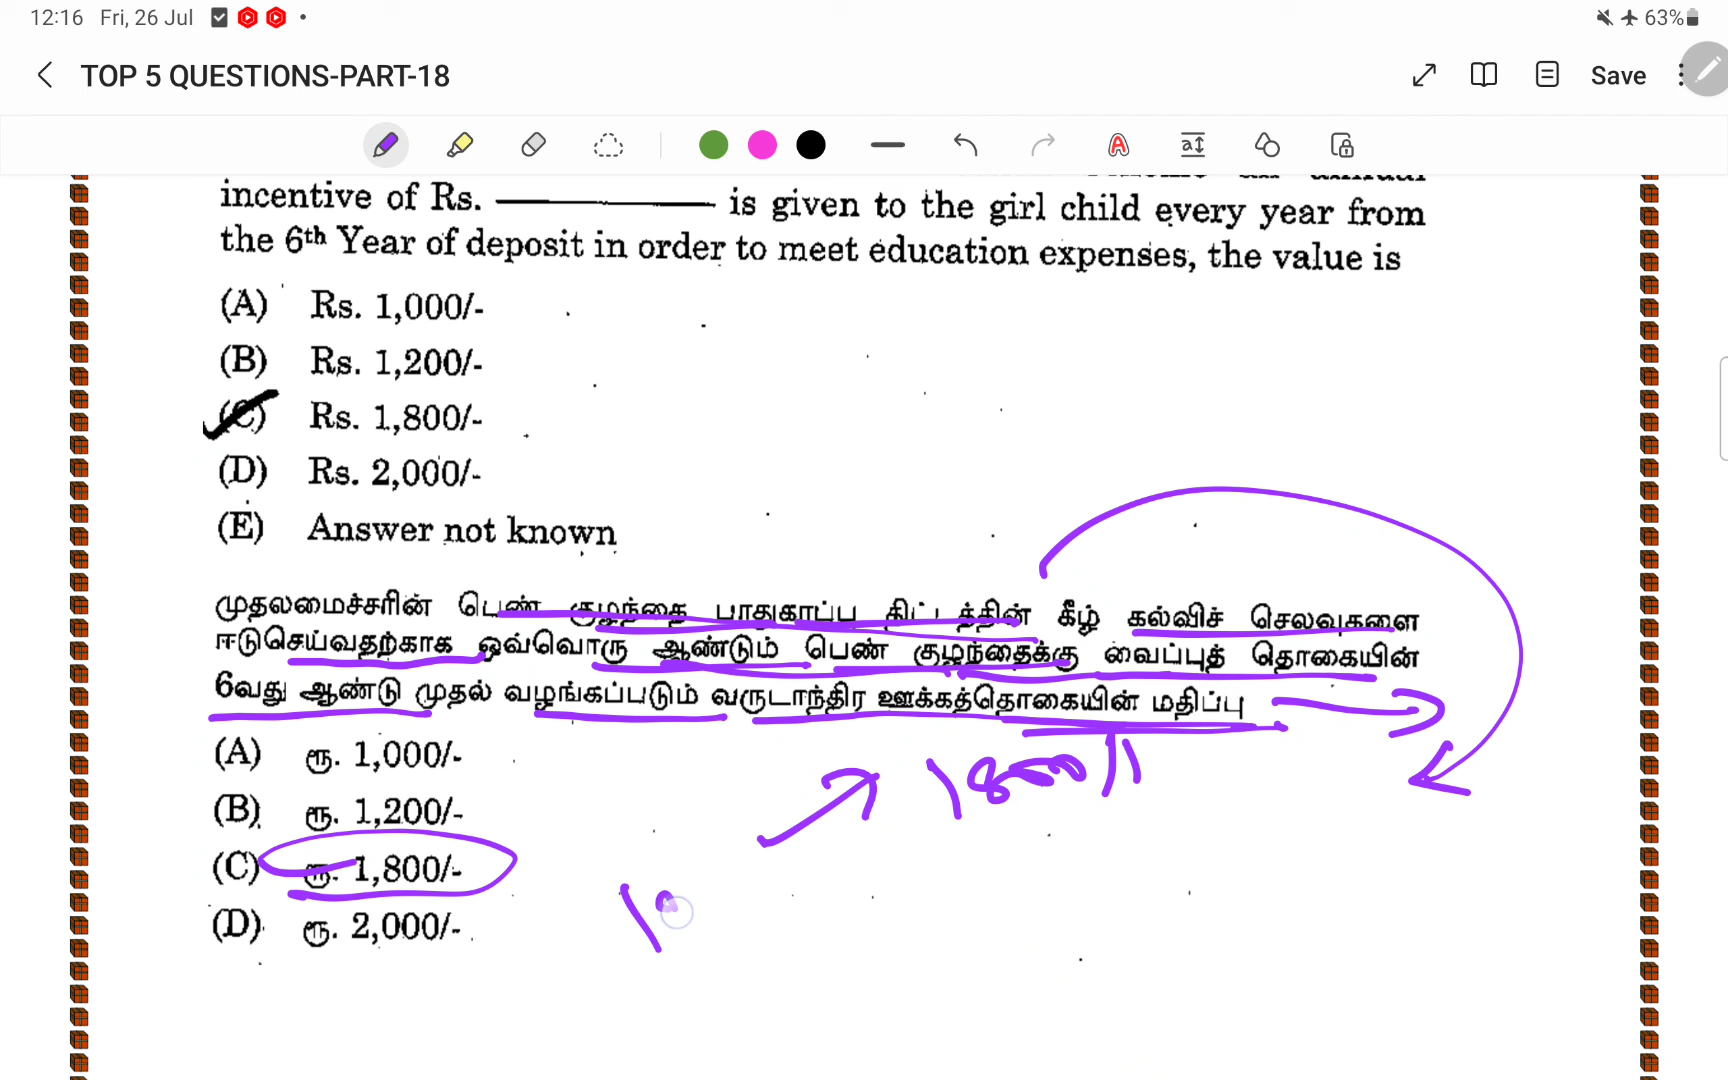 12:16 Fri, 26 Jul
63%
TOP 5 QUESTIONS-PART-18
Save
incentive of Rs. ———— is given to the girl child every year from
the 6th Year of deposit in order to meet education expenses, the value is
(A) Rs. 1,000/-
(B) Rs. 1,200/-
(C) Rs. 1,800/-
(D) Rs. 2,000/-
(E) Answer not known
முதலமைச்சரின் பெண் குழந்தை பாதுகாப்பு திட்டத்தின் கீழ் கல்விச் செலவுகளை
ஈடுசெய்வதற்காக ஒவ்வொரு ஆண்டும் பெண் குழந்தைக்கு வைப்புத் தொகையின்
6வது ஆண்டு முதல் வழங்கப்படும் வருடாந்திர ஊக்கத்தொகையின் மதிப்பு
(A) ரூ. 1,000/-
(B) ரூ. 1,200/-
1800
(C) ரூ. 1,800/-
(D) ரூ. 2,000/-